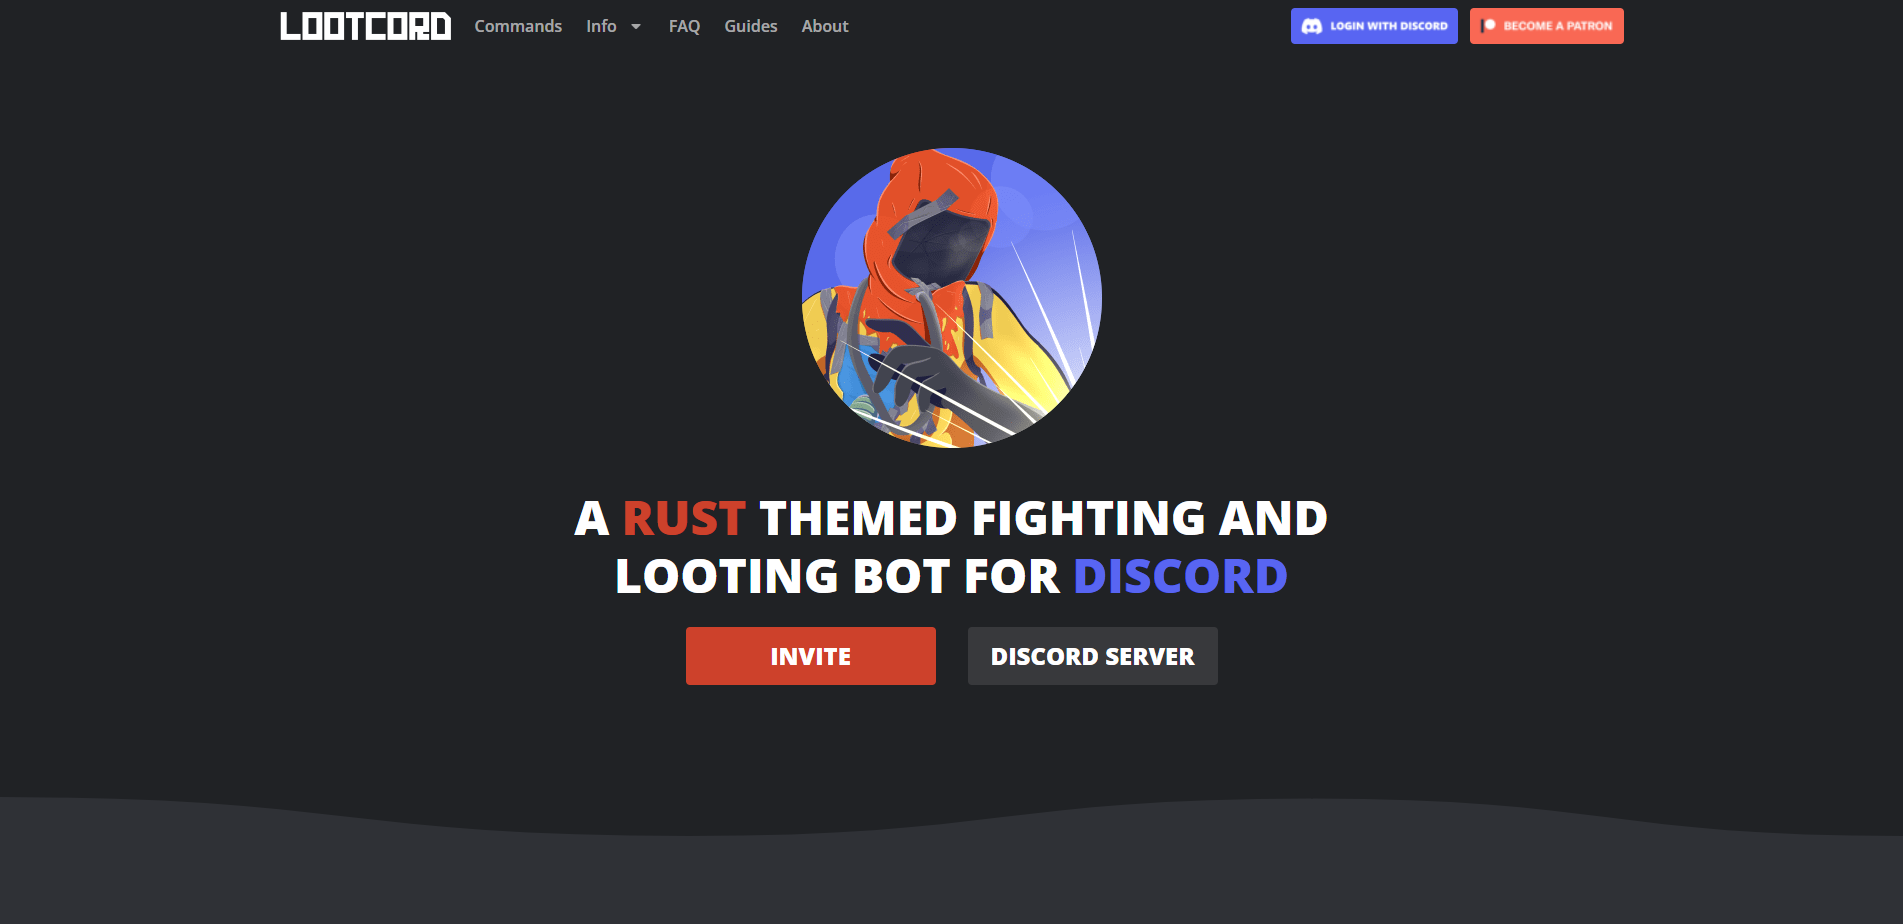 LOOTCORD
Commands
Info
FAQ
Guides
About
LOGIN WITH DISCORD
BECOME A PATRON
A RUST THEMED FIGHTING AND
LOOTING BOT FOR DISCORD
INVITE
DISCORD SERVER